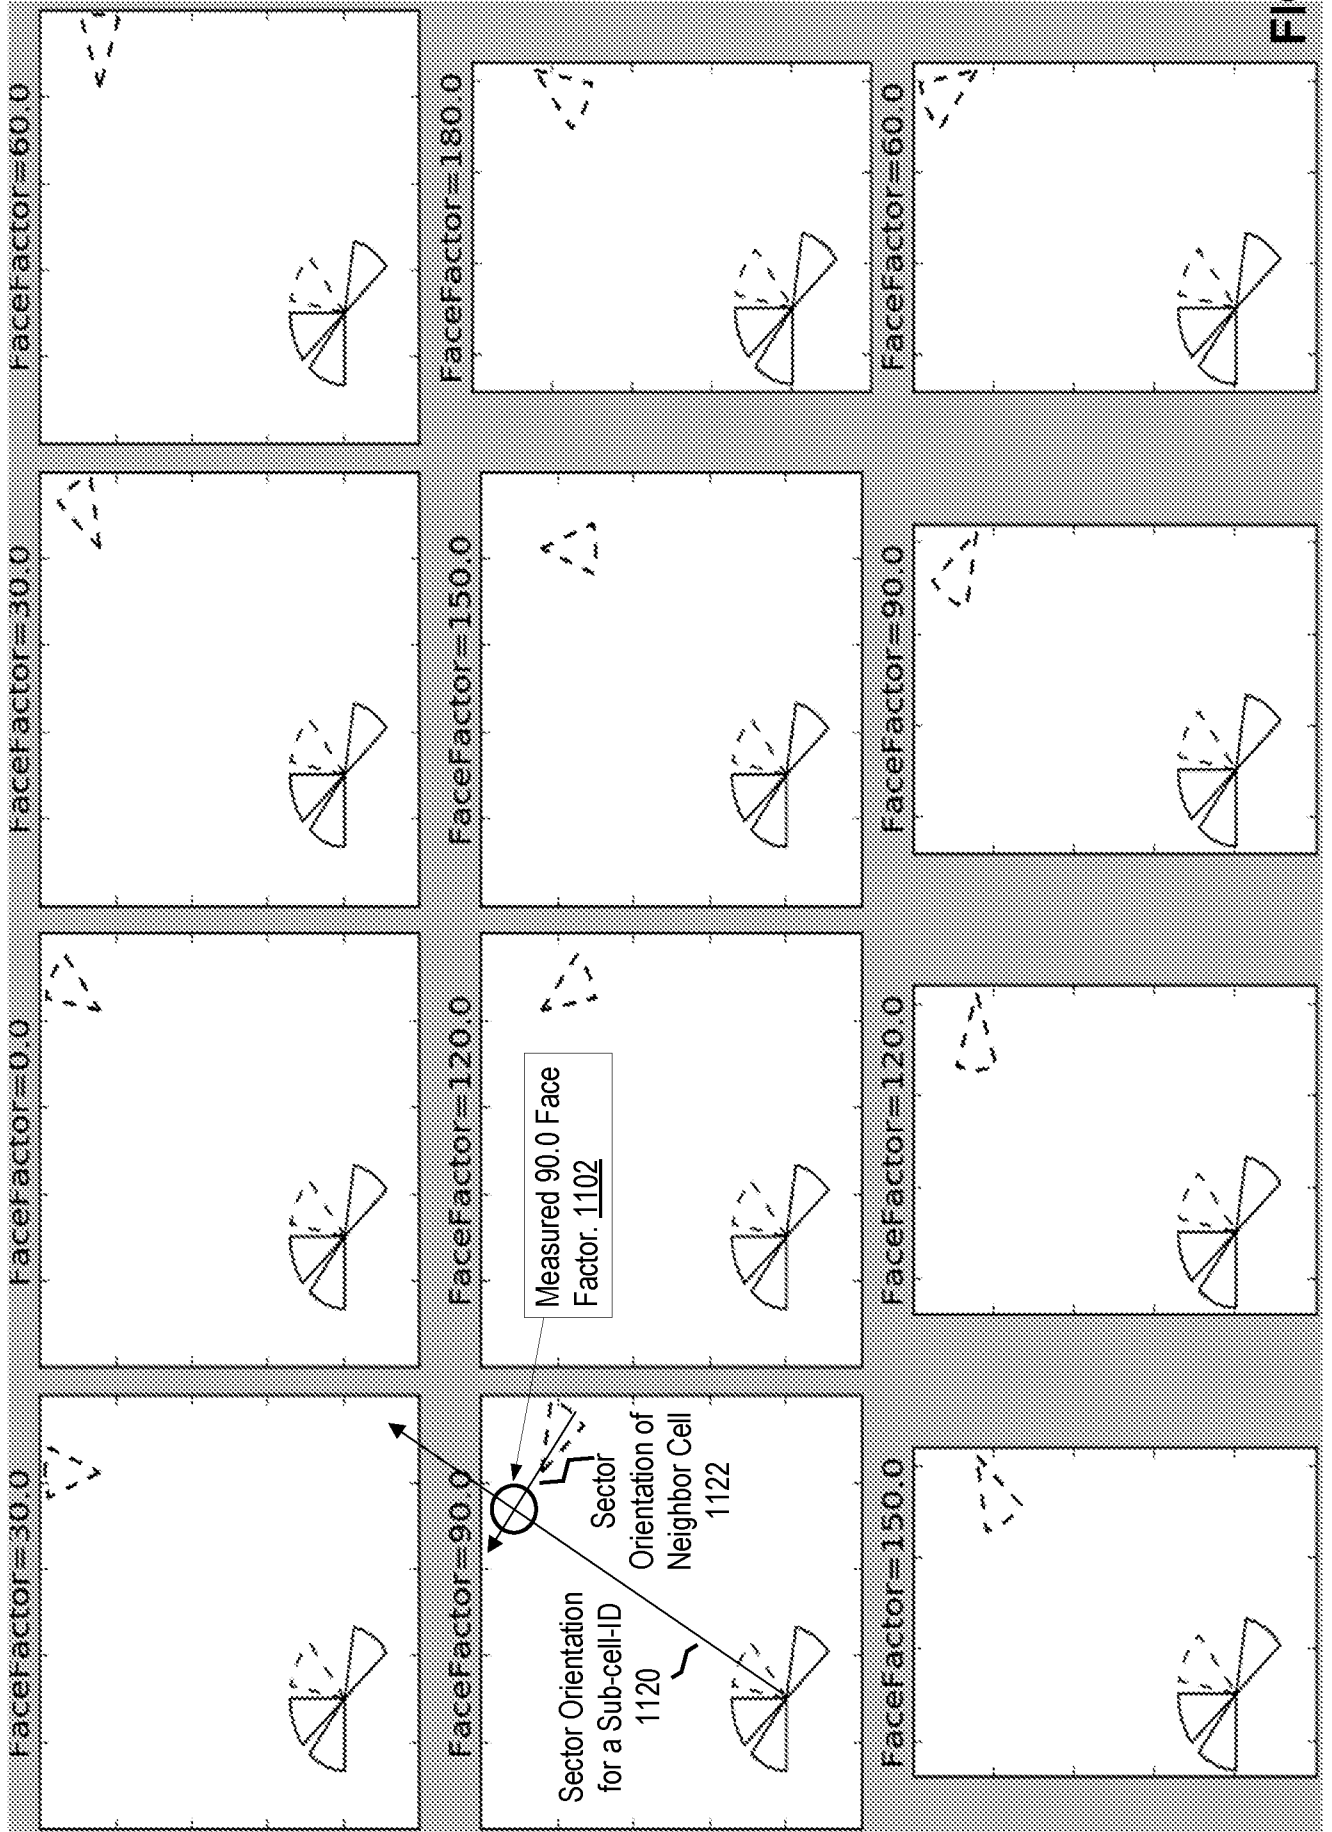 FaceFactor=30.0
FaceFactor=0.0
FaceFactor=30.0
FaceFactor=60.0
FaceFactor=90.0
FaceFactor=120.0
FaceFactor=150.0
FaceFactor=180.0
Measured 90.0 Face
Factor. 1102
Sector Orientation
for a Sub-cell-ID
1120
Sector
Orientation of
Neighbor Cell
1122
FaceFactor=150.0
FaceFactor=120.0
FaceFactor=90.0
FaceFactor=60.0